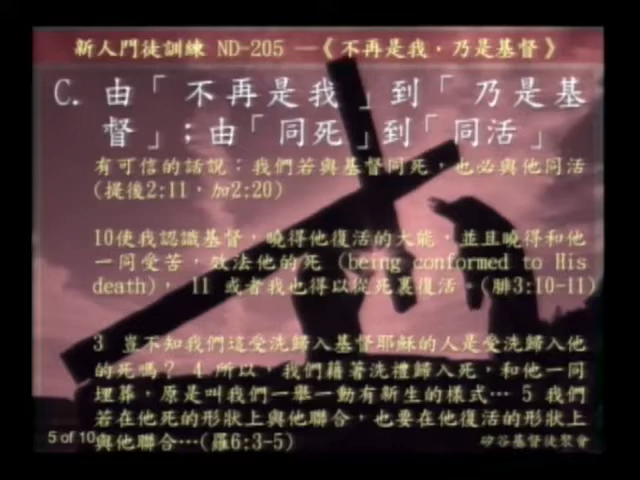 新人門徒訓練 ND-205 —《不再是我，乃是基督》
C. 由「不再是我」到「乃是基
督」；由「同死」到「同活」
有可信的話說：我們若與基督同死，也必與他同活
(提後2:11，加2:20)
10使我認識基督，曉得他復活的大能，並且曉得和他
一同受苦，效法他的死 (being conformed to His
death)， 11 或者我也得以從死裏復活。(腓3:10-11)
3 豈不知我們這受洗歸入基督耶穌的人是受洗歸入他
的死嗎？ 4 所以，我們藉著洗禮歸入死，和他一同
埋葬，原是叫我們一舉一動有新生的樣式… 5 我們
若在他死的形狀上與他聯合，也要在他復活的形狀上
與他聯合…(羅6:3-5)
5 of 10
矽谷基督徒聚會